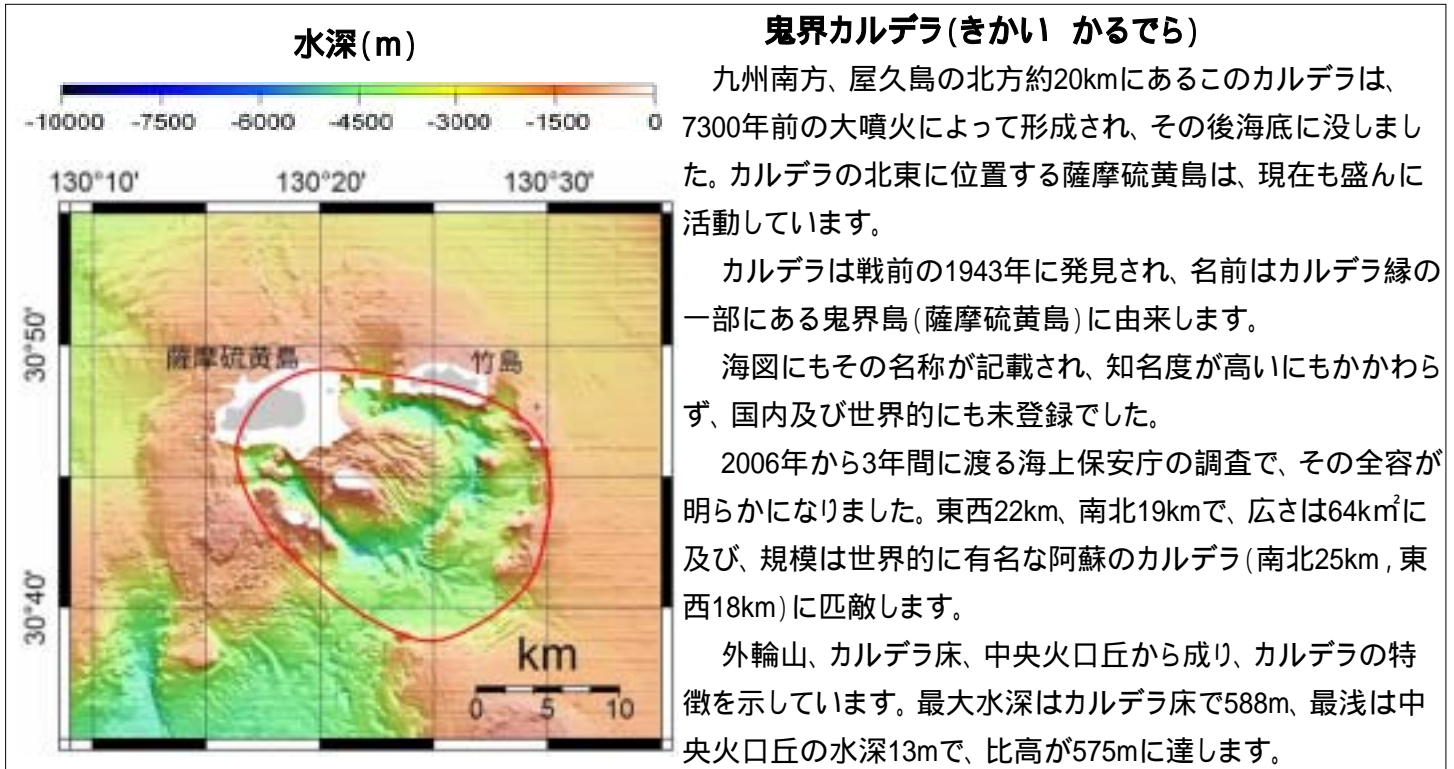 水深(m)
-10000 -7500 -6000 -4500 -3000 -1500 0
130°10' 130°20' 130°30'
30°50'
薩摩硫黄島
竹島
30°40'
km
0 5 10
鬼界カルデラ(きかい　かるでら)
九州南方、屋久島の北方約20kmにあるこのカルデラは、
7300年前の大噴火によって形成され、その後海底に没しまし
た。カルデラの北東に位置する薩摩硫黄島は、現在も盛んに
活動しています。
カルデラは戦前の1943年に発見され、名前はカルデラ縁の
一部にある鬼界島(薩摩硫黄島)に由来します。
海図にもその名称が記載され、知名度が高いにもかかわら
ず、国内及び世界的にも未登録でした。
2006年から3年間に渡る海上保安庁の調査で、その全容が
明らかになりました。東西22km、南北19kmで、広さは64k㎡に
及び、規模は世界的に有名な阿蘇のカルデラ(南北25km,東
西18km)に匹敵します。
外輪山、カルデラ床、中央火口丘から成り、カルデラの特
徴を示しています。最大水深はカルデラ床で588m、最浅は中
央火口丘の水深13mで、比高が575mに達します。